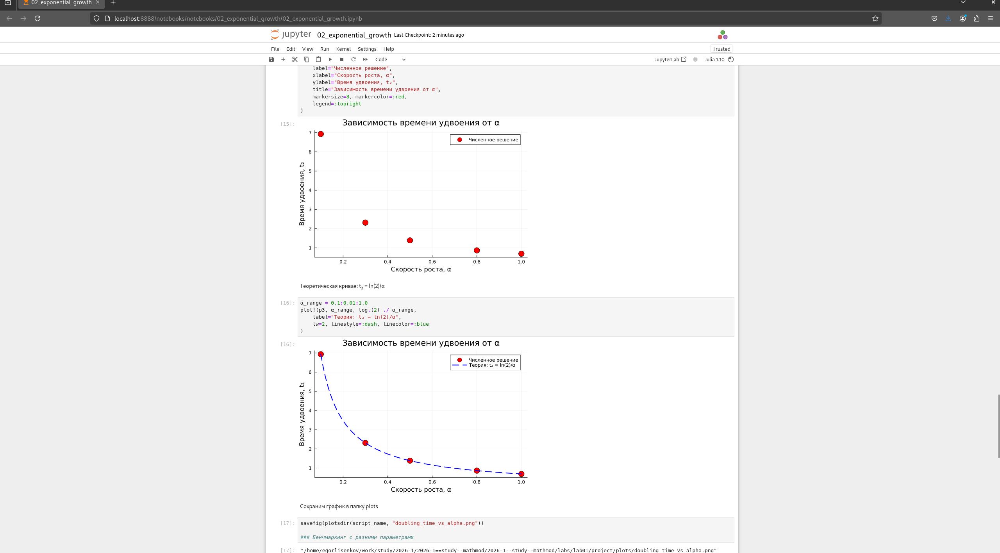 02_exponential_growth
localhost:8888/notebooks/notebooks/02_exponential_growth/02_exponential_growth.ipynb
jupyter 02_exponential_growth Last Checkpoint: 2 minutes ago
File Edit View Run Kernel Settings Help Trusted
Code JupyterLab Julia 1.10
label="Численное решение",
xlabel="Скорость роста, α",
ylabel="Время удвоения, t₂",
title="Зависимость времени удвоения от α",
markersize=8, markercolor=:red,
legend=:topright
)
[15]:
Зависимость времени удвоения от α
Численное решение
7
6
5
4
3
2
1
Время удвоения, t₂
0.2 0.4 0.6 0.8 1.0
Скорость роста, α
Теоретическая кривая: t₂ = ln(2)/α
[16]:
α_range = 0.1:0.01:1.0
plot!(p3, α_range, log.(2) ./ α_range,
label="Теория: t₂ = ln(2)/α",
lw=2, linestyle=:dash, linecolor=:blue
)
[16]:
Зависимость времени удвоения от α
Численное решение
Теория: t₂ = ln(2)/α
7
6
5
4
3
2
1
Время удвоения, t₂
0.2 0.4 0.6 0.8 1.0
Скорость роста, α
Сохраним график в папку plots
[17]:
savefig(plotsdir(script_name, "doubling_time_vs_alpha.png"))
### Бенчмаркинг с разными параметрами
[17]:
"/home/egorlisenkov/work/study/2026-1/2026-1==study--mathmod/2026-1--study--mathmod/labs/lab01/project/plots/doubling_time_vs_alpha.png"